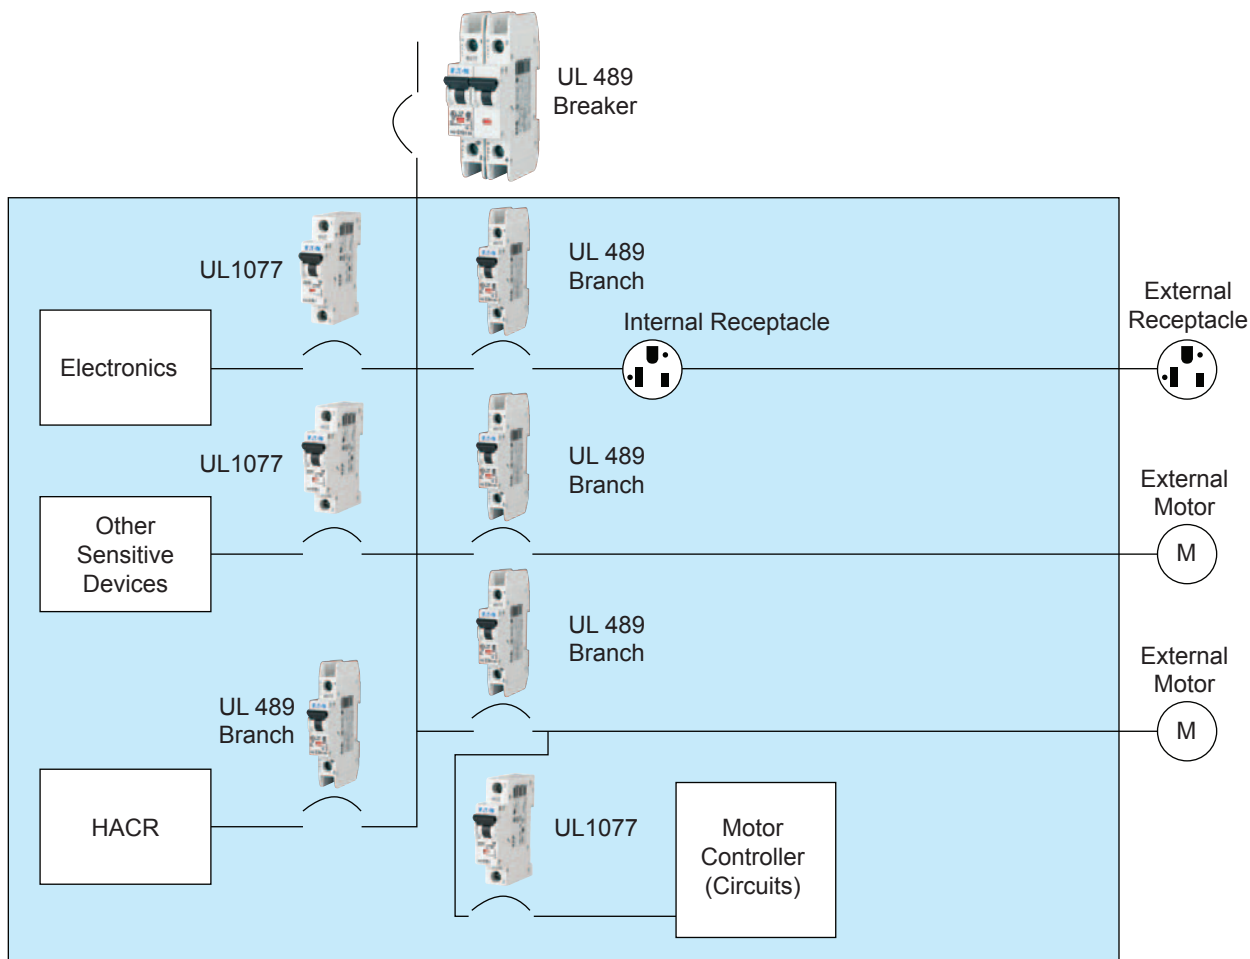 UL 489
Breaker
UL1077
UL 489
Branch
Internal Receptacle
External
Receptacle
Electronics
UL1077
UL 489
Branch
External
Motor
Other
Sensitive
Devices
M
UL 489
Branch
External
Motor
UL 489
Branch
M
HACR
UL1077
Motor
Controller
(Circuits)